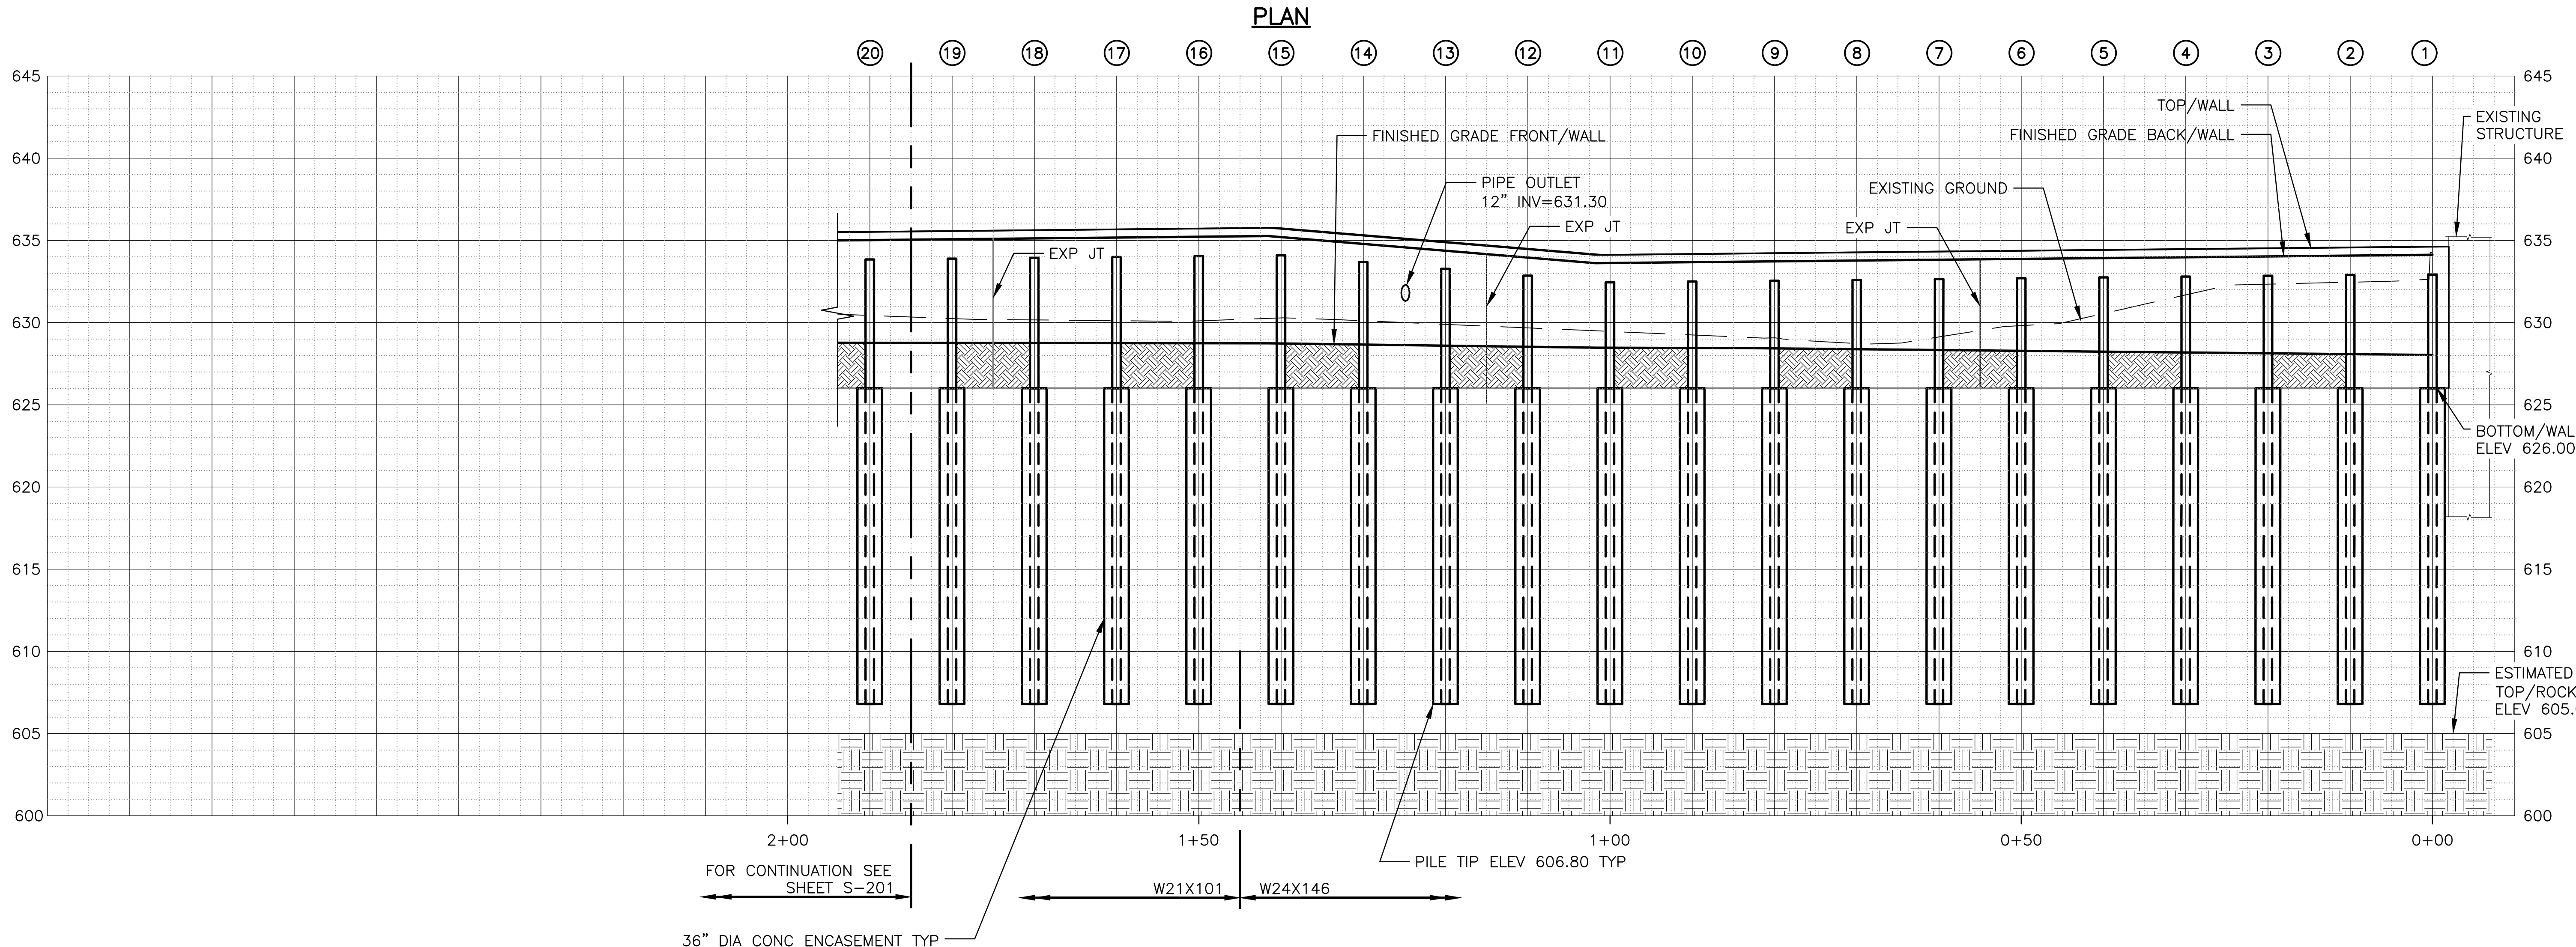 PLAN
20 19 18 17 16 15 14 13 12 11 10 9 8 7 6 5 4 3 2 1
645 645
TOP/WALL
EXISTING
STRUCTURE
FINISHED GRADE FRONT/WALL
FINISHED GRADE BACK/WALL
640 640
PIPE OUTLET
12" INV=631.30
EXISTING GROUND
EXP JT
EXP JT
EXP JT
635 635
630 630
625 625
BOTTOM/WAL
ELEV 626.00
620 620
615 615
610 610
ESTIMATED
TOP/ROCK
ELEV 605.
605 605
600 600
2+00 1+50 1+00 0+50 0+00
PILE TIP ELEV 606.80 TYP
FOR CONTINUATION SEE
SHEET S-201
W21X101 W24X146
36" DIA CONC ENCASEMENT TYP